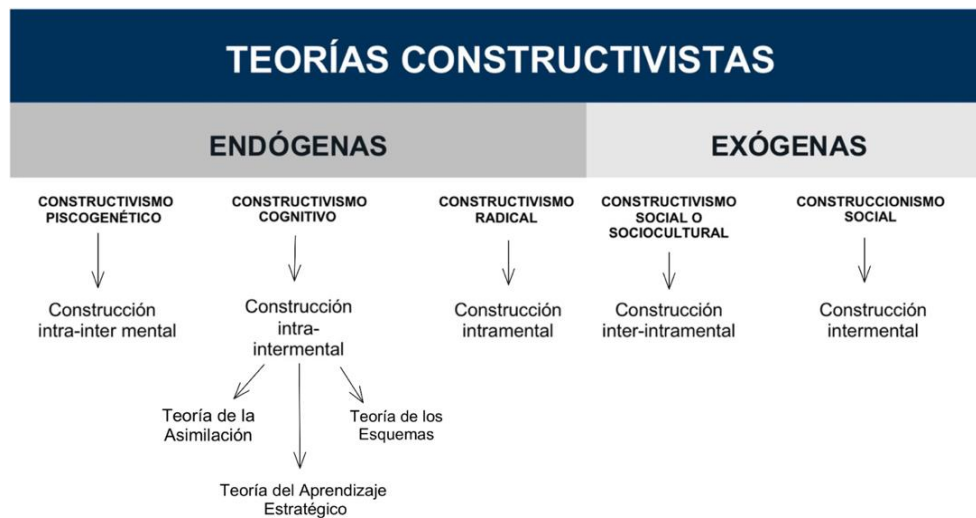 TEORÍAS CONSTRUCTIVISTAS
ENDÓGENAS
EXÓGENAS
CONSTRUCTIVISMO
PISCOGENÉTICO
CONSTRUCTIVISMO
COGNITIVO
CONSTRUCTIVISMO
RADICAL
CONSTRUCTIVISMO
SOCIAL O
SOCIOCULTURAL
CONSTRUCCIONISMO
SOCIAL
Construcción
intra-inter mental
Construcción
intra-
intermental
Construcción
intramental
Construcción
inter-intramental
Construcción
intermental
Teoría de la
Asimilación
Teoría de los
Esquemas
Teoría del Aprendizaje
Estratégico